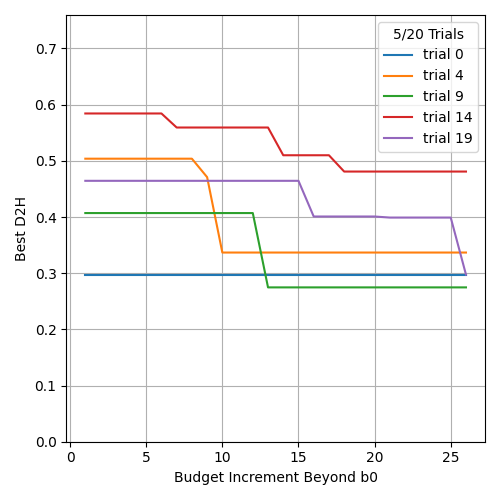 5/20 Trials
trial 0
trial 4
trial 9
trial 14
trial 19
Best D2H
0.7
0.6
0.5
0.4
0.3
0.2
0.1
0.0
0 5 10 15 20 25
Budget Increment Beyond b0